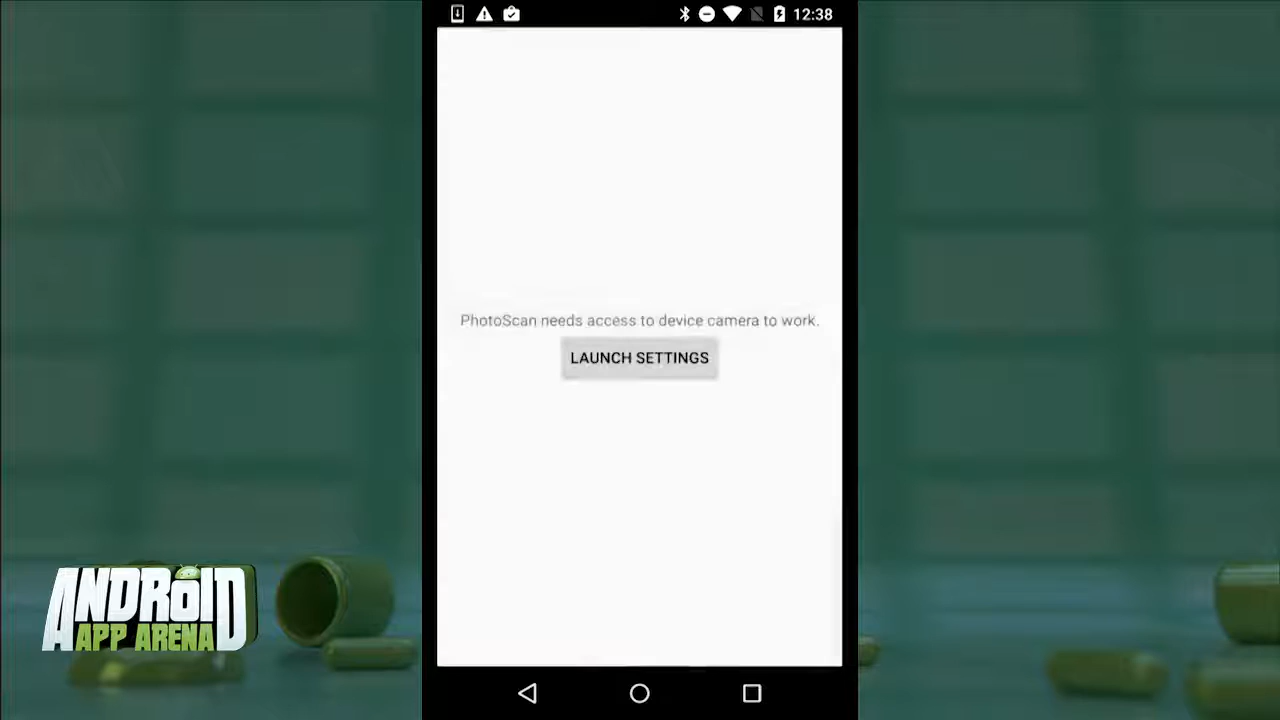 12:38
PhotoScan needs access to device camera to work.
LAUNCH SETTINGS
ANDROID
APP ARENA